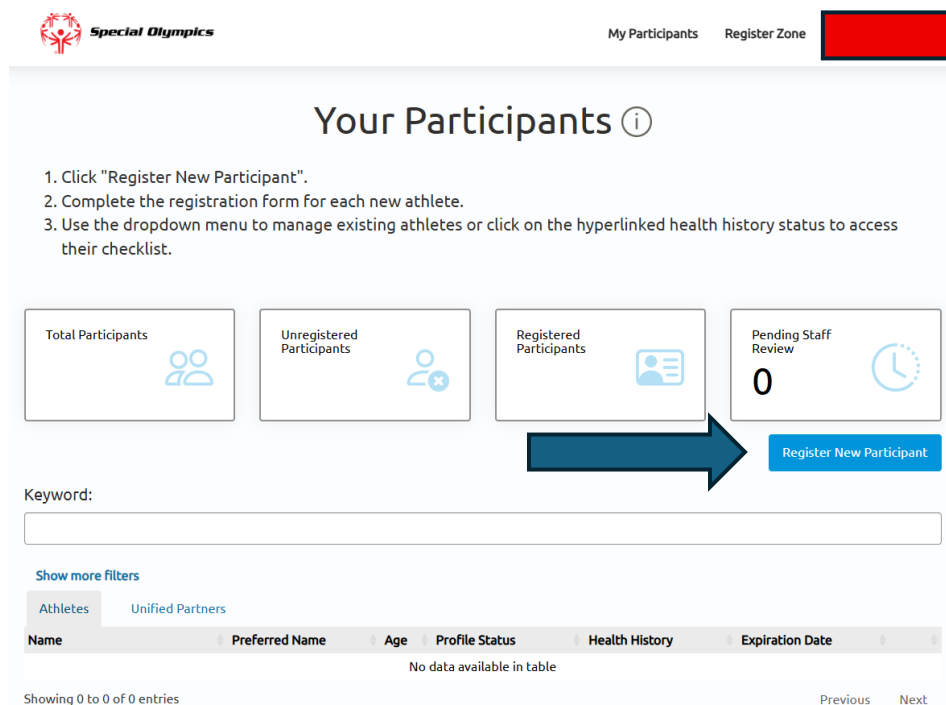 Special Olympics
My Participants
Register Zone
Your Participants
1. Click "Register New Participant".
2. Complete the registration form for each new athlete.
3. Use the dropdown menu to manage existing athletes or click on the hyperlinked health history status to access
their checklist.
Total Participants
Unregistered
Participants
Registered
Participants
Pending Staff
Review
0
Register New Participant
Keyword:
Show more filters
Athletes
Unified Partners
Name Preferred Name Age Profile Status Health History Expiration Date
No data available in table
Showing 0 to 0 of 0 entries
Previous Next